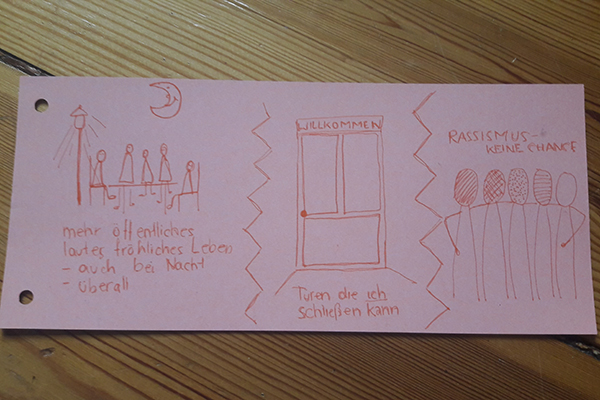 mehr öffentliches
lautes fröhliches Leben
- auch bei Nacht
- überall
WILLKOMMEN
Türen die ich
schließen kann
RASSISMUS -
KEINE CHANCE